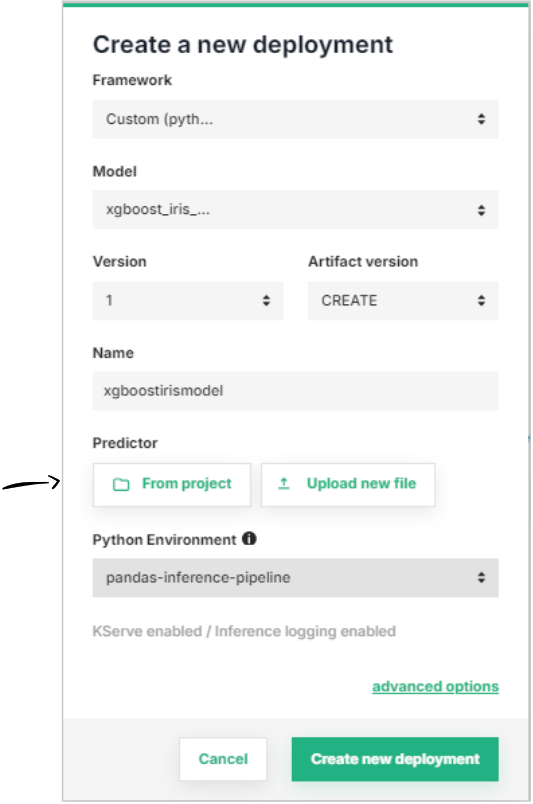 Create a new deployment
Framework
Custom (pyth...
Model
xgboost_iris_...
Version Artifact version
1 CREATE
Name
xgboostirismodel
Predictor
From project Upload new file
Python Environment
pandas-inference-pipeline
KServe enabled / Inference logging enabled
advanced options
Cancel Create new deployment